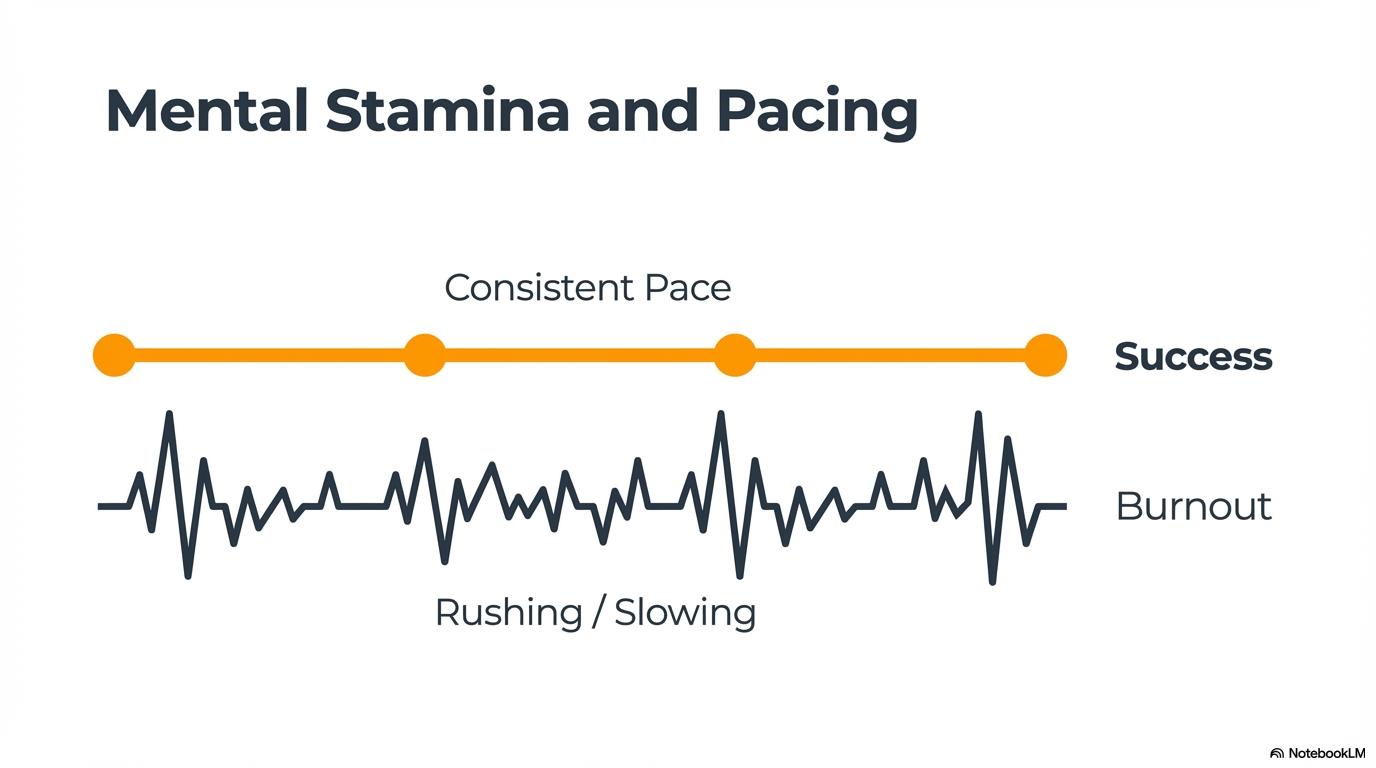 Mental Stamina and Pacing
Consistent Pace
Success
Burnout
Rushing / Slowing
NotebookLM